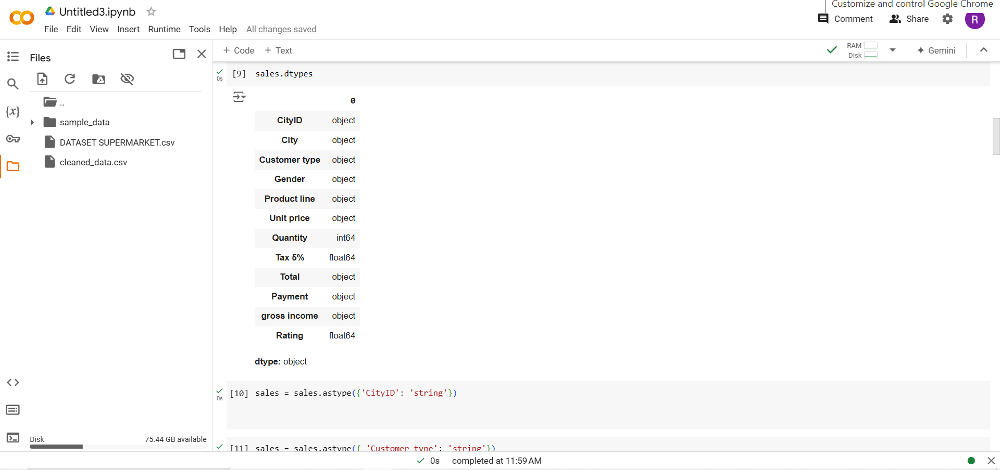 Customize and control Google Chrome
Untitled3.ipynb
Comment
Share
R
File Edit View Insert Runtime Tools Help All changes saved
Files
+ Code + Text
RAM
Disk
Gemini
0s
[9] sales.dtypes
0
..
sample_data
DATASET SUPERMARKET.csv
cleaned_data.csv
{x}
CityID object
City object
Customer type object
Gender object
Product line object
Unit price object
Quantity int64
Tax 5% float64
Total object
Payment object
gross income object
Rating float64
dtype: object
0s
[10] sales = sales.astype({'CityID': 'string'})
Disk 75.44 GB available
[11] sales = sales.astype({ 'Customer type': 'string'})
0s completed at 11:59 AM